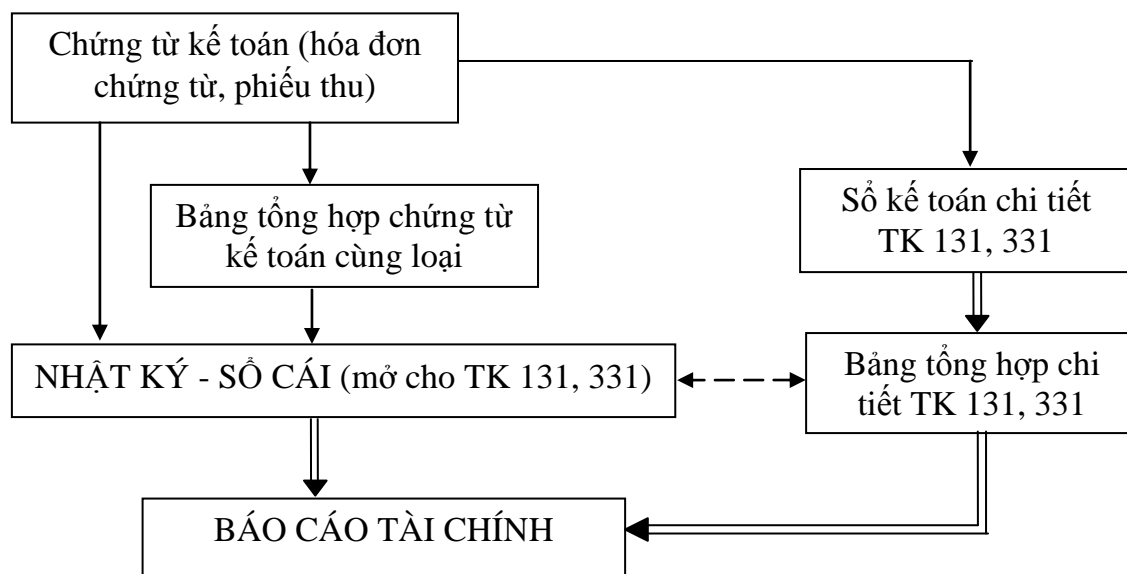 Chứng từ kế toán (hóa đơn
chứng từ, phiếu thu)
Bảng tổng hợp chứng từ
kế toán cùng loại
Sổ kế toán chi tiết
TK 131, 331
NHẬT KÝ - SỔ CÁI (mở cho TK 131, 331)
Bảng tổng hợp chi
tiết TK 131, 331
BÁO CÁO TÀI CHÍNH